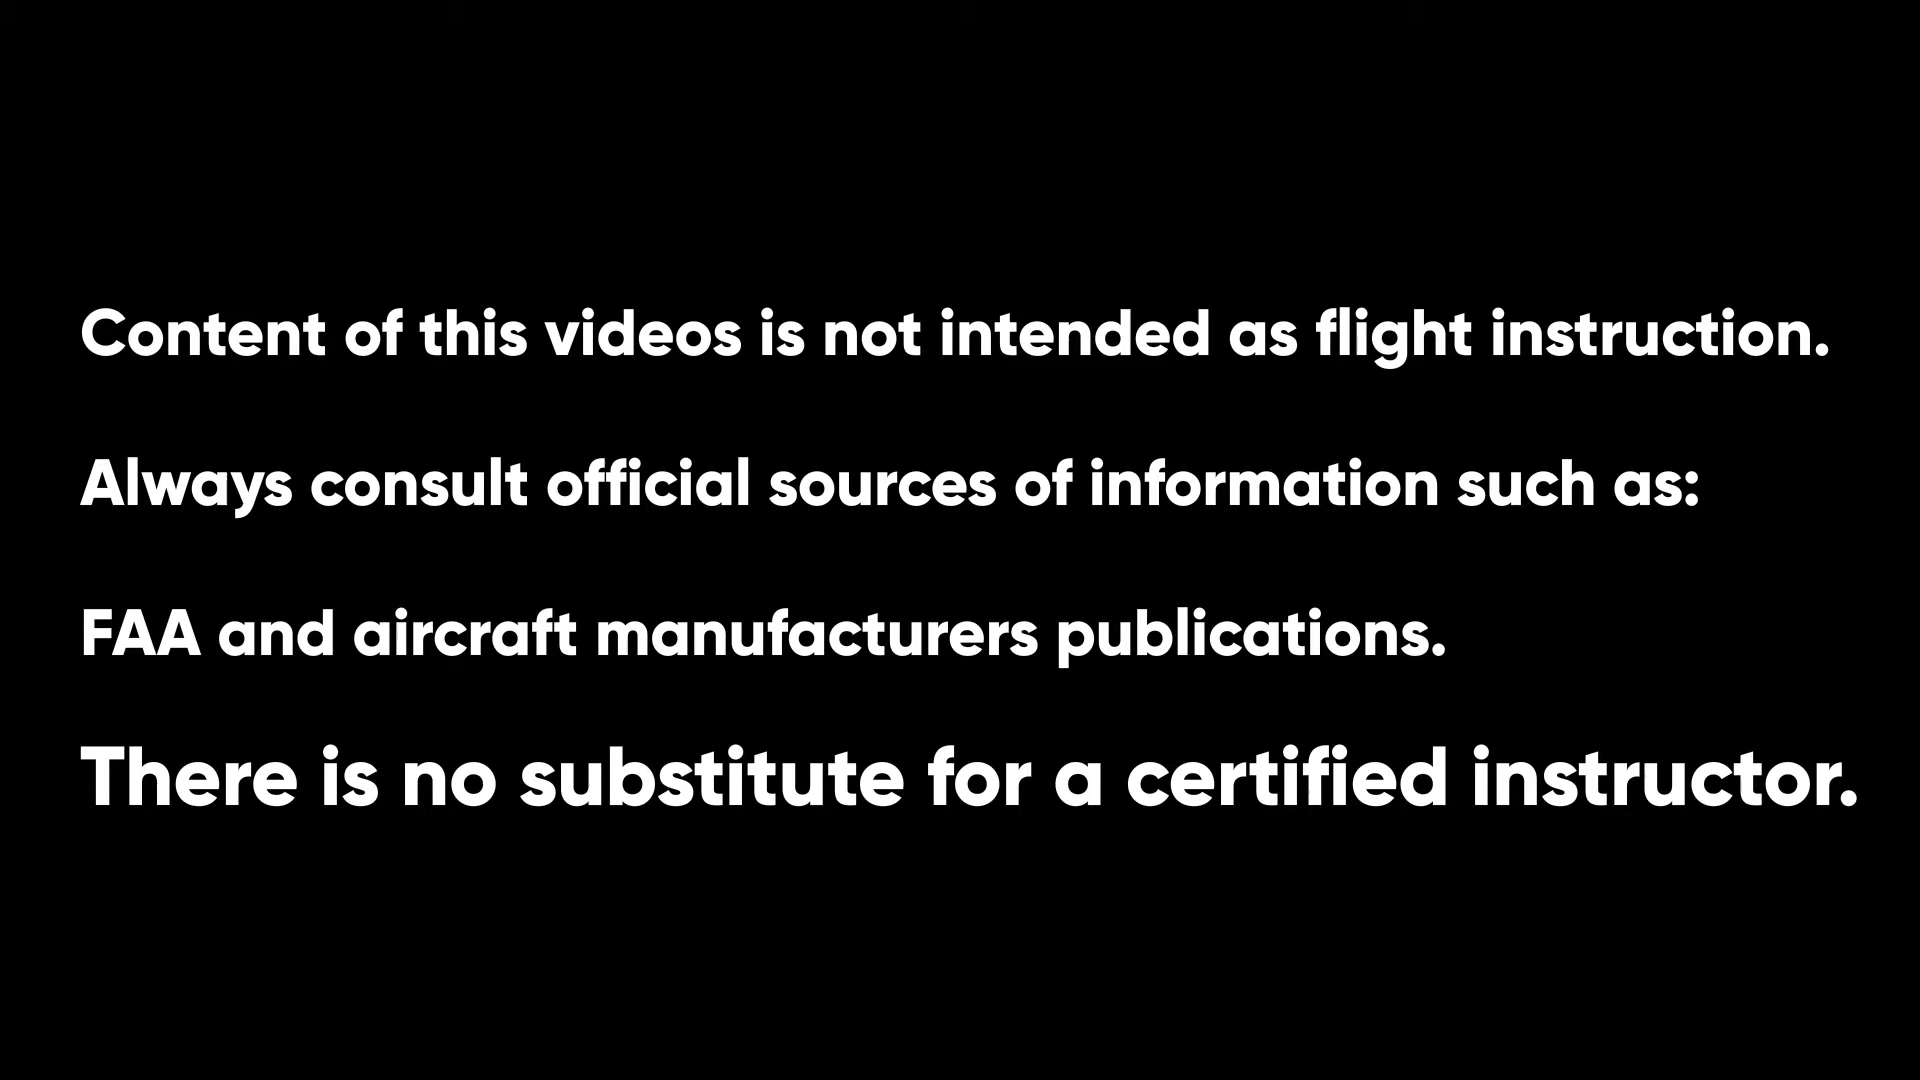 Content of this videos is not intended as flight instruction.
Always consult official sources of information such as:
FAA and aircraft manufacturers publications.
There is no substitute for a certified instructor.